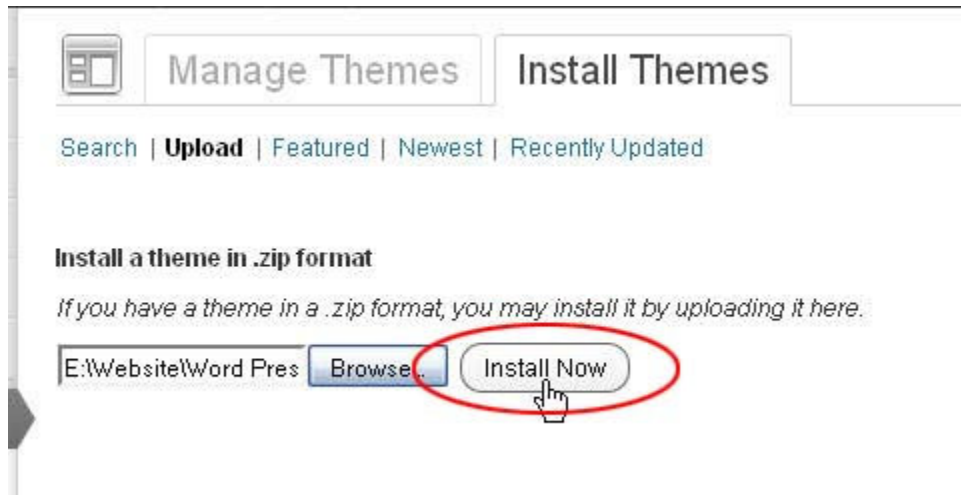 Manage Themes Install Themes
Search | Upload | Featured | Newest | Recently Updated
Install a theme in .zip format
If you have a theme in a .zip format, you may install it by uploading it here.
E:\Website\Word Pres Browse... Install Now